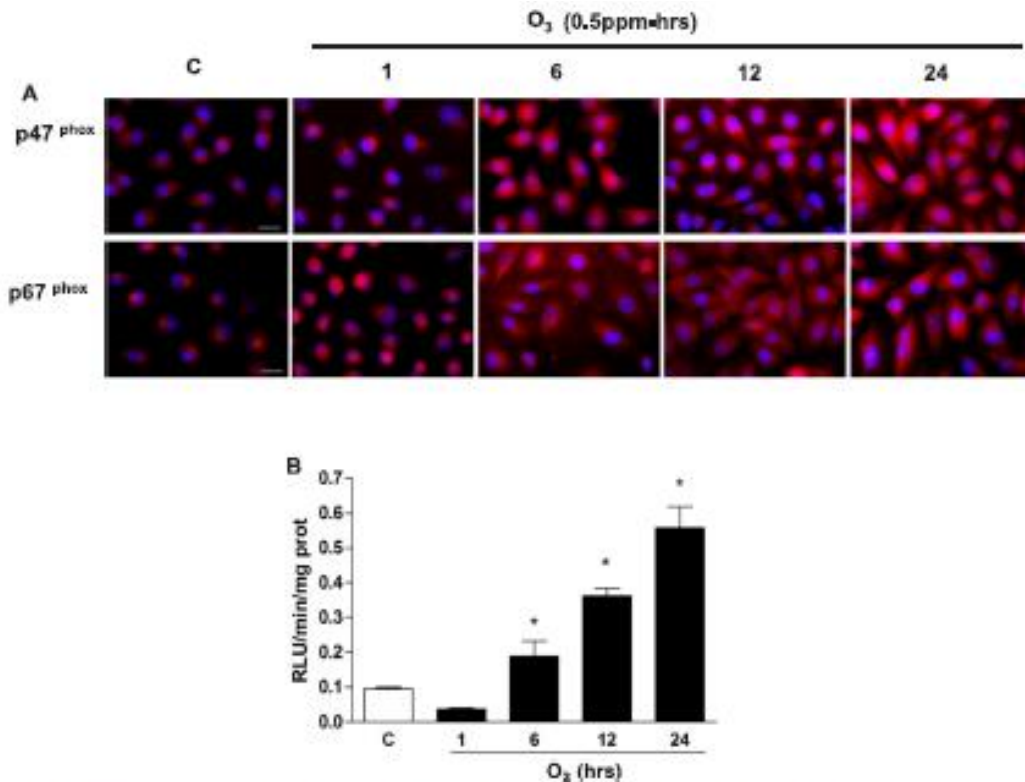 O3 (0.5ppm▪hrs)
C 1 6 12 24
A
p47 phox
p67 phox
B
0.7
0.6
0.5
0.4
0.3
0.2
0.1
0.0
RLU/min/mg prot
* * *
C 1 6 12 24
O3 (hrs)